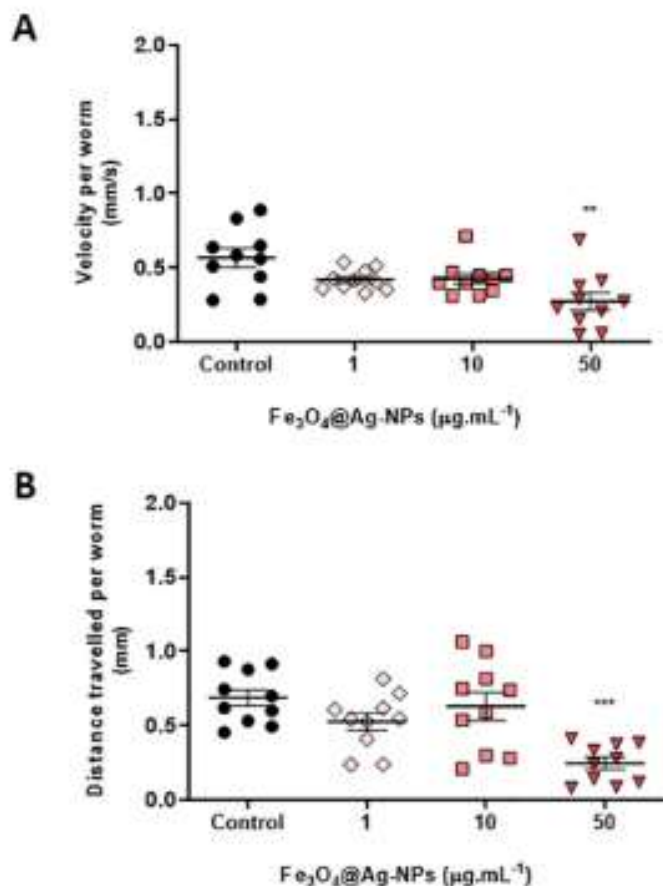 A
Velocity per worm
(mm/s)
2.0
1.5
1.0
0.5
0.0
**
Control 1 10 50
Fe₃O₄@Ag-NPs (µg.mL⁻¹)
B
Distance travelled per worm
(mm)
2.0
1.5
1.0
0.5
0.0
***
Control 1 10 50
Fe₃O₄@Ag-NPs (µg.mL⁻¹)